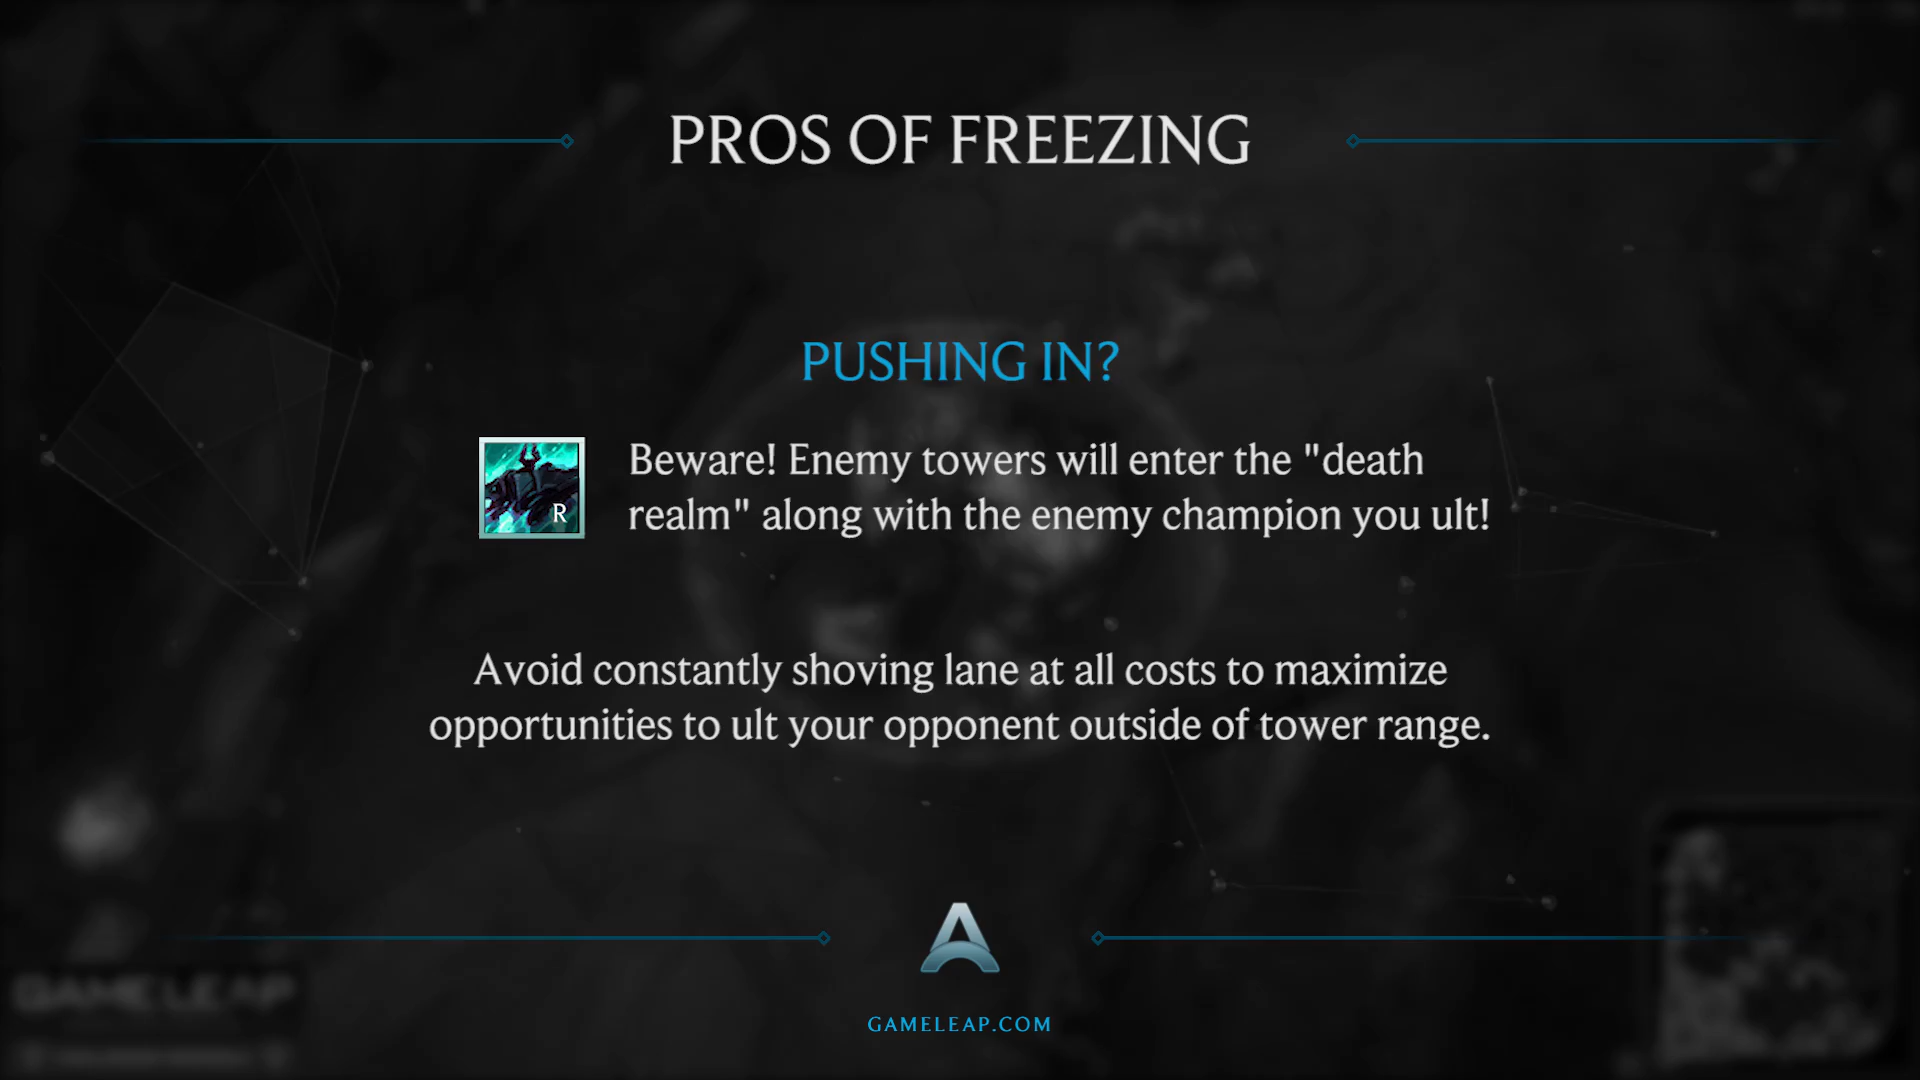 PROS OF FREEZING
PUSHING IN?
Beware! Enemy towers will enter the "death
R
realm" along with the enemy champion you ult!
Avoid constantly shoving lane at all costs to maximize
opportunities to ult your opponent outside of tower range.
GAMELEAP
GAMELEAP.COM